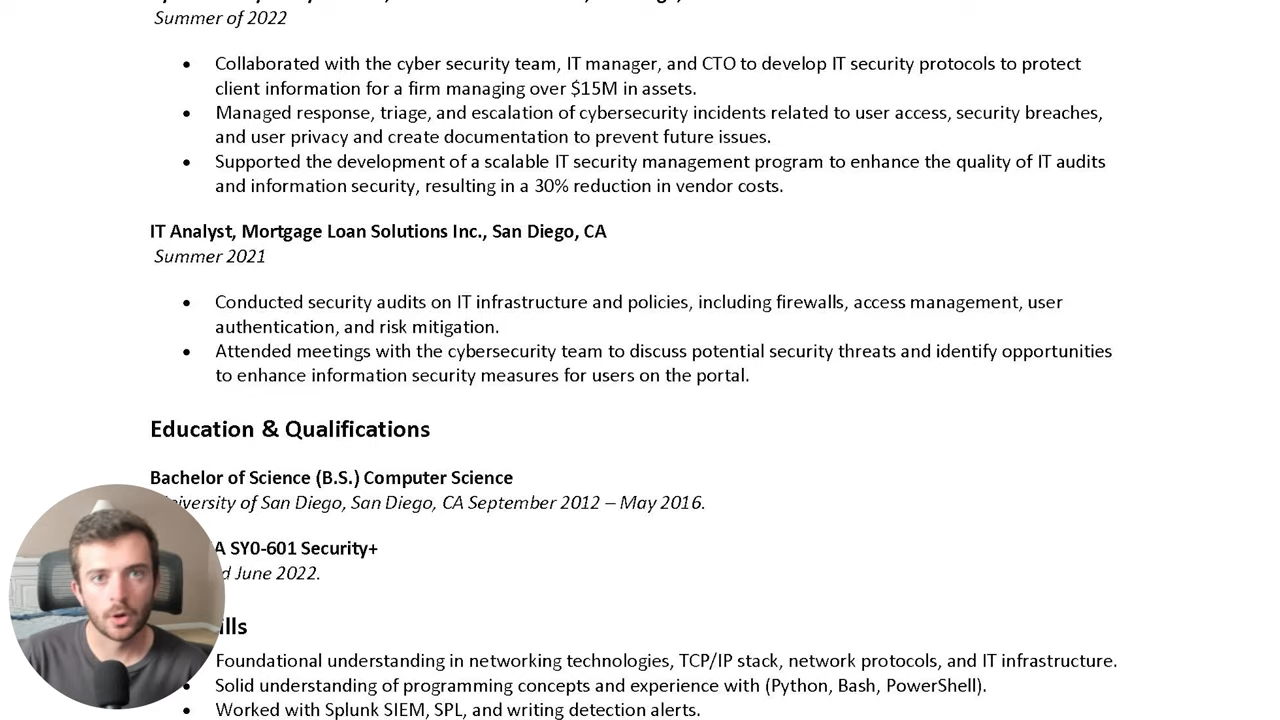 Summer of 2022
• Collaborated with the cyber security team, IT manager, and CTO to develop IT security protocols to protect
client information for a firm managing over $15M in assets.
• Managed response, triage, and escalation of cybersecurity incidents related to user access, security breaches,
and user privacy and create documentation to prevent future issues.
• Supported the development of a scalable IT security management program to enhance the quality of IT audits
and information security, resulting in a 30% reduction in vendor costs.
IT Analyst, Mortgage Loan Solutions Inc., San Diego, CA
Summer 2021
• Conducted security audits on IT infrastructure and policies, including firewalls, access management, user
authentication, and risk mitigation.
• Attended meetings with the cybersecurity team to discuss potential security threats and identify opportunities
to enhance information security measures for users on the portal.
Education & Qualifications
Bachelor of Science (B.S.) Computer Science
University of San Diego, San Diego, CA September 2012 – May 2016.
A SY0-601 Security+
d June 2022.
lls
Foundational understanding in networking technologies, TCP/IP stack, network protocols, and IT infrastructure.
• Solid understanding of programming concepts and experience with (Python, Bash, PowerShell).
• Worked with Splunk SIEM, SPL, and writing detection alerts.